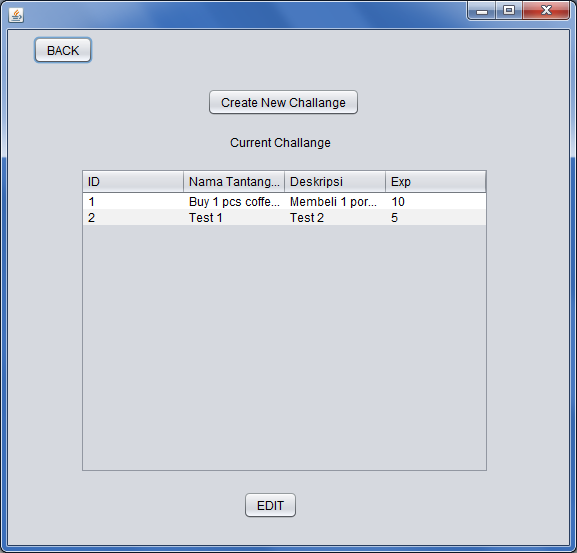 BACK
Create New Challange
Current Challange
ID Nama Tantang... Deskripsi Exp
1 Buy 1 pcs coffe... Membeli 1 por... 10
2 Test 1 Test 2 5
EDIT